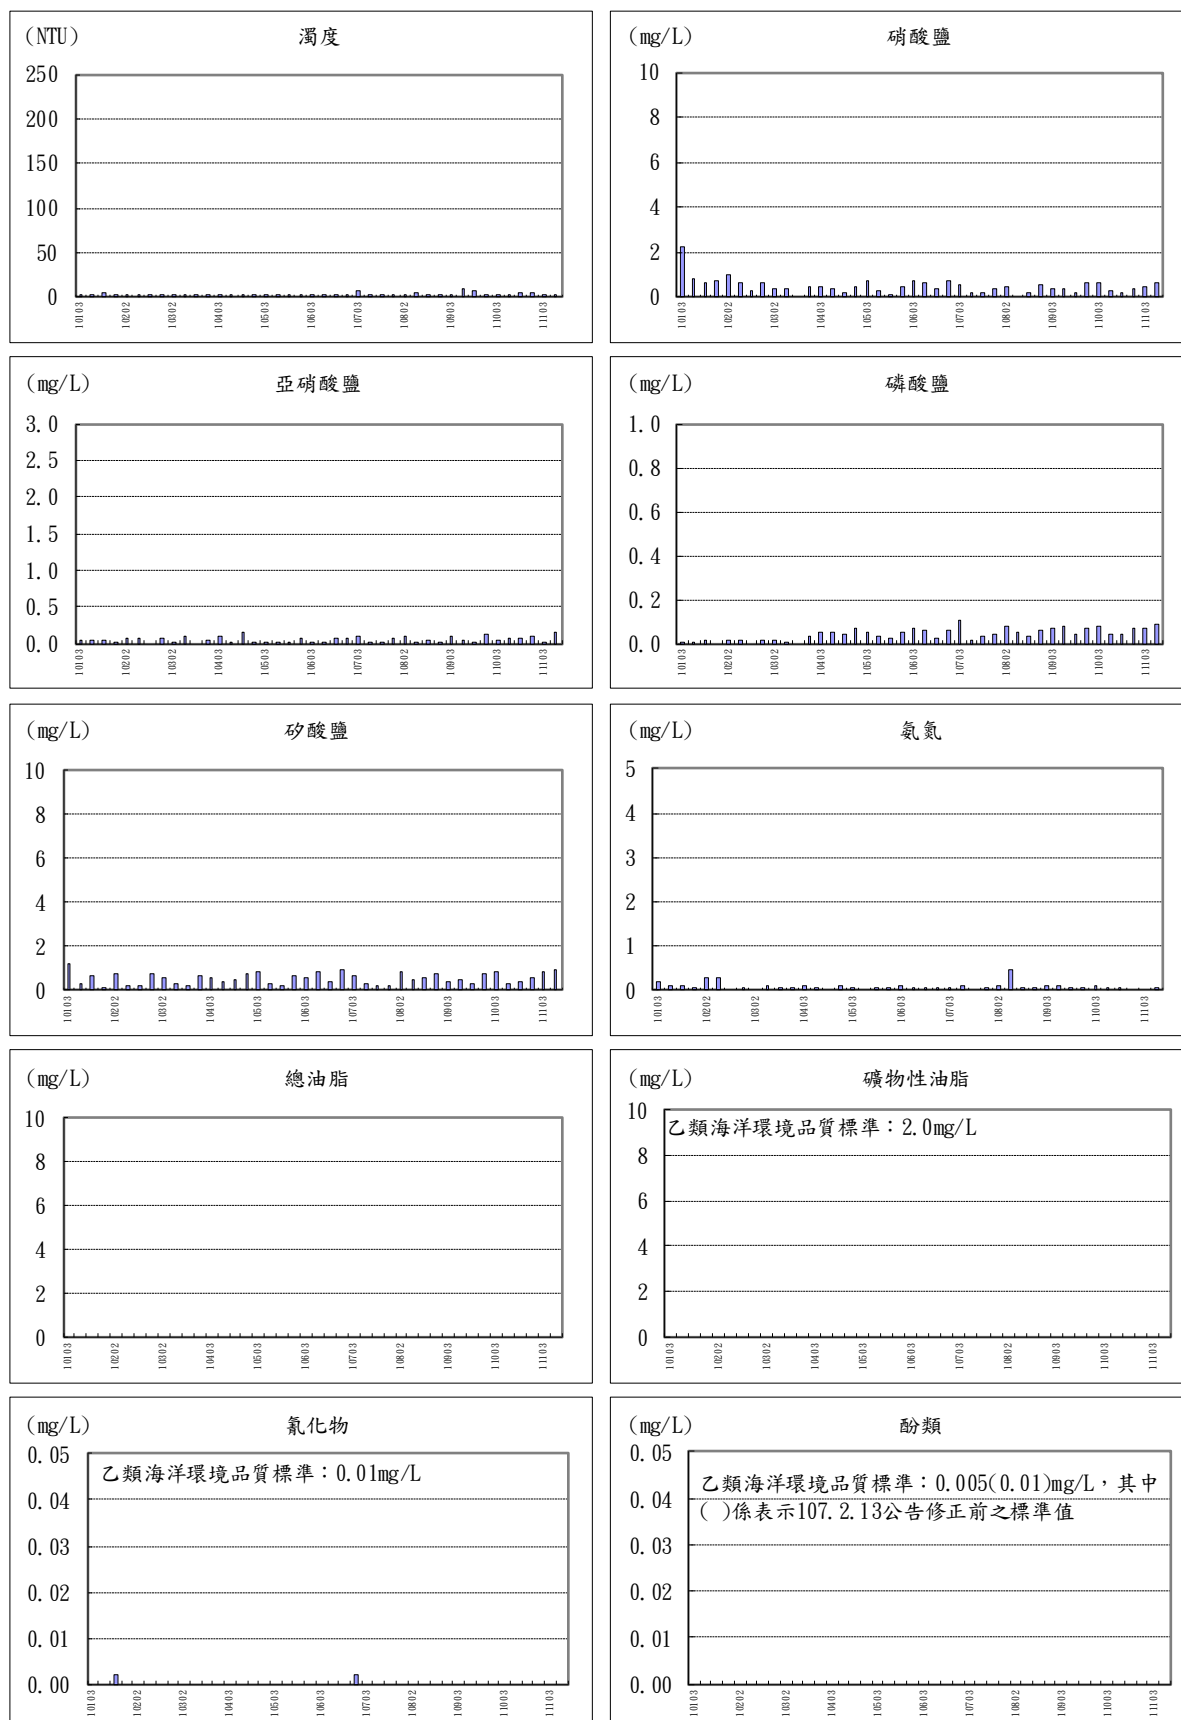 (NTU) 濁度
250
200
150
100
50
0
10103 10202 10302 10403 10503 10603 10703 10802 10903 11003 11103
(mg/L) 硝酸鹽
10
8
6
4
2
0
10103 10202 10302 10403 10503 10603 10703 10802 10903 11003 11103
(mg/L) 亞硝酸鹽
3.0
2.5
2.0
1.5
1.0
0.5
0.0
10103 10202 10302 10403 10503 10603 10703 10802 10903 11003 11103
(mg/L) 磷酸鹽
1.0
0.8
0.6
0.4
0.2
0.0
10103 10202 10302 10403 10503 10603 10703 10802 10903 11003 11103
(mg/L) 矽酸鹽
10
8
6
4
2
0
10103 10202 10302 10403 10503 10603 10703 10802 10903 11003 11103
(mg/L) 氨氮
5
4
3
2
1
0
10103 10202 10302 10403 10503 10603 10703 10802 10903 11003 11103
(mg/L) 總油脂
10
8
6
4
2
0
10103 10202 10302 10403 10503 10603 10703 10802 10903 11003 11103
(mg/L) 礦物性油脂
乙類海洋環境品質標準：2.0mg/L
10
8
6
4
2
0
10103 10202 10302 10403 10503 10603 10703 10802 10903 11003 11103
(mg/L) 氰化物
乙類海洋環境品質標準：0.01mg/L
0.05
0.04
0.03
0.02
0.01
0.00
10103 10202 10302 10403 10503 10603 10703 10802 10903 11003 11103
(mg/L) 酚類
乙類海洋環境品質標準：0.005(0.01)mg/L，其中
( )係表示107.2.13公告修正前之標準值
0.05
0.04
0.03
0.02
0.01
0.00
10103 10202 10302 10403 10503 10603 10703 10802 10903 11003 11103